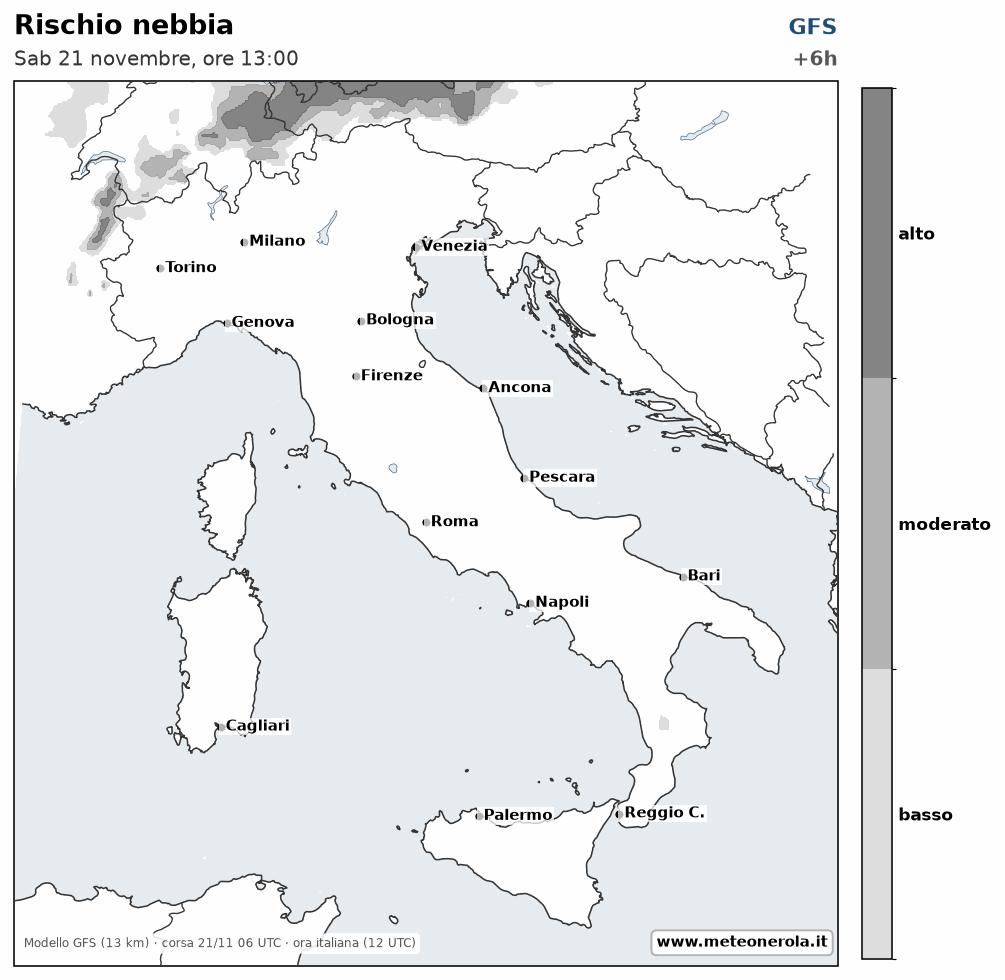 Rischio nebbia
GFS
Sab 21 novembre, ore 13:00
+6h
alto
Milano
Venezia
Torino
Bologna
Genova
Firenze
Ancona
Pescara
Roma
moderato
Bari
Napoli
Cagliari
Palermo
Reggio C.
basso
Modello GFS (13 km) · corsa 21/11 06 UTC · ora italiana (12 UTC)
www.meteonerola.it